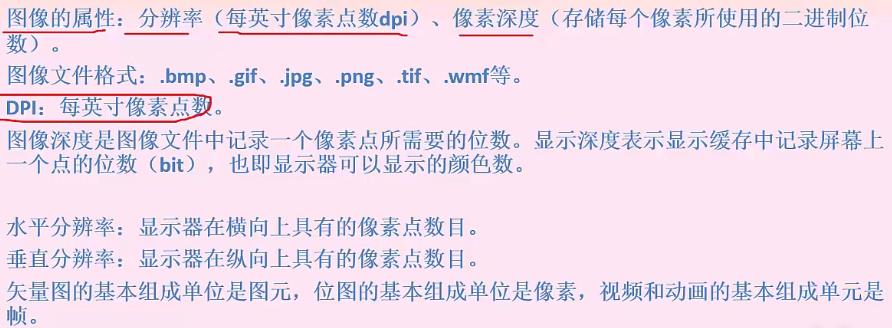 图像的属性：分辨率（每英寸像素点数dpi）、像素深度（存储每个像素所使用的二进制位
数）。
图像文件格式：.bmp、.gif、.jpg、.png、.tif、.wmf等。
DPI：每英寸像素点数。
图像深度是图像文件中记录一个像素点所需要的位数。显示深度表示显示缓存中记录屏幕上
一个点的位数（bit），也即显示器可以显示的颜色数。
水平分辨率：显示器在横向上具有的像素点数目。
垂直分辨率：显示器在纵向上具有的像素点数目。
矢量图的基本组成单位是图元，位图的基本组成单位是像素，视频和动画的基本组成单元是
帧。